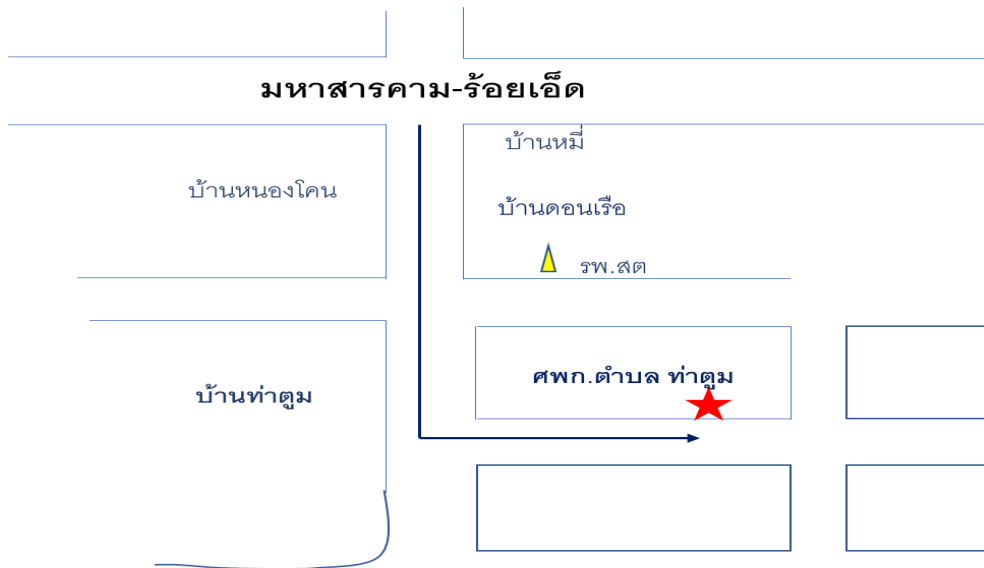 มหาสารคาม-ร้อยเอ็ด
บ้านหมี่
บ้านหนองโคน
บ้านดอนเรือ
รพ.สต
ศพก.ตำบล ท่าตูม
บ้านท่าตูม